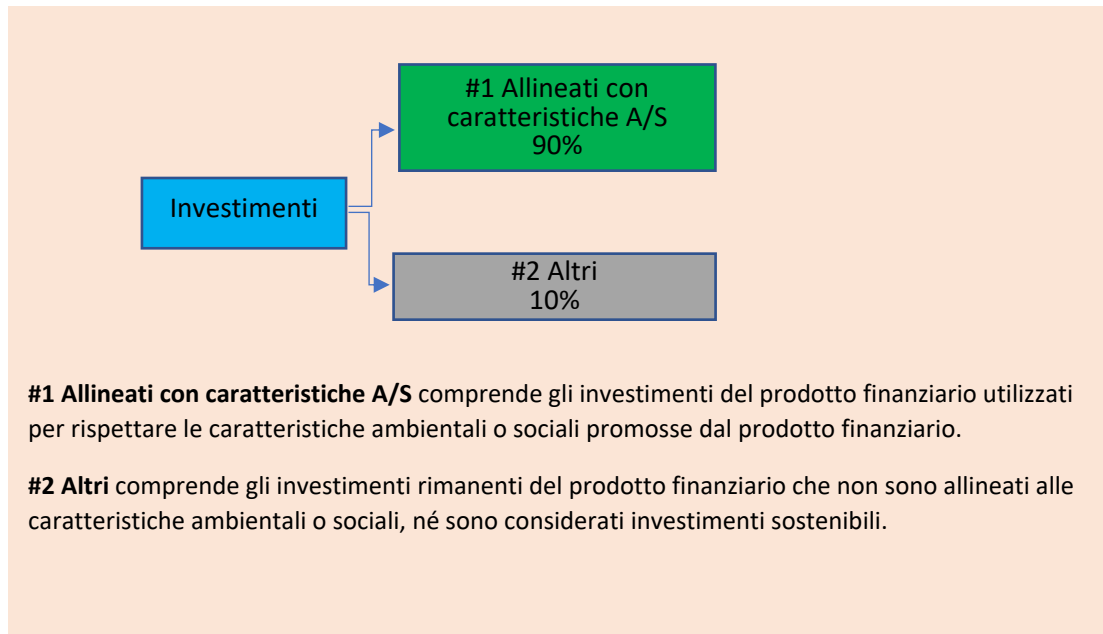 #1 Allineati con
caratteristiche A/S
90%
Investimenti
#2 Altri
10%
#1 Allineati con caratteristiche A/S comprende gli investimenti del prodotto finanziario utilizzati
per rispettare le caratteristiche ambientali o sociali promosse dal prodotto finanziario.
#2 Altri comprende gli investimenti rimanenti del prodotto finanziario che non sono allineati alle
caratteristiche ambientali o sociali, né sono considerati investimenti sostenibili.